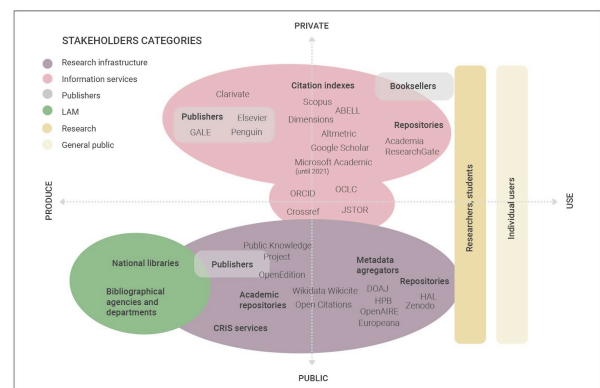 PRIVATE
STAKEHOLDERS CATEGORIES
Research infrastructure
Information services
Publishers
LAM
Research
General public
Clarivate
Citation indexes
Scopus
ABELL
Dimensions
Altmetric
Google Scholar
Microsoft Academic
(until 2021)
Publishers
Elsevier
GALE
Penguin
Booksellers
Repositories
Academia
ResearchGate
ORCID
OCLC
Crossref
JSTOR
PRODUCE
USE
Researchers, students
Individual users
National libraries
Bibliographical
agencies and
departments
Public Knowledge
Project
Publishers
OpenEdition
Academic
repositories
CRIS services
Wikidata Wikicite
Open Citations
Metadata
agregators
DOAJ
HPB
OpenAIRE
Europeana
Repositories
HAL
Zenodo
PUBLIC